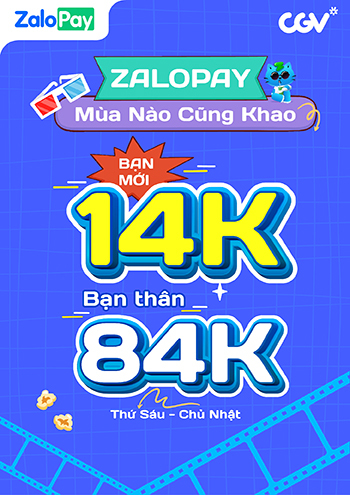 ZaloPay
CGV
ZALOPAY
Mùa Nào Cũng Khao
BẠN
MỚI
14K
Bạn thân
84K
Thứ Sáu - Chủ Nhật